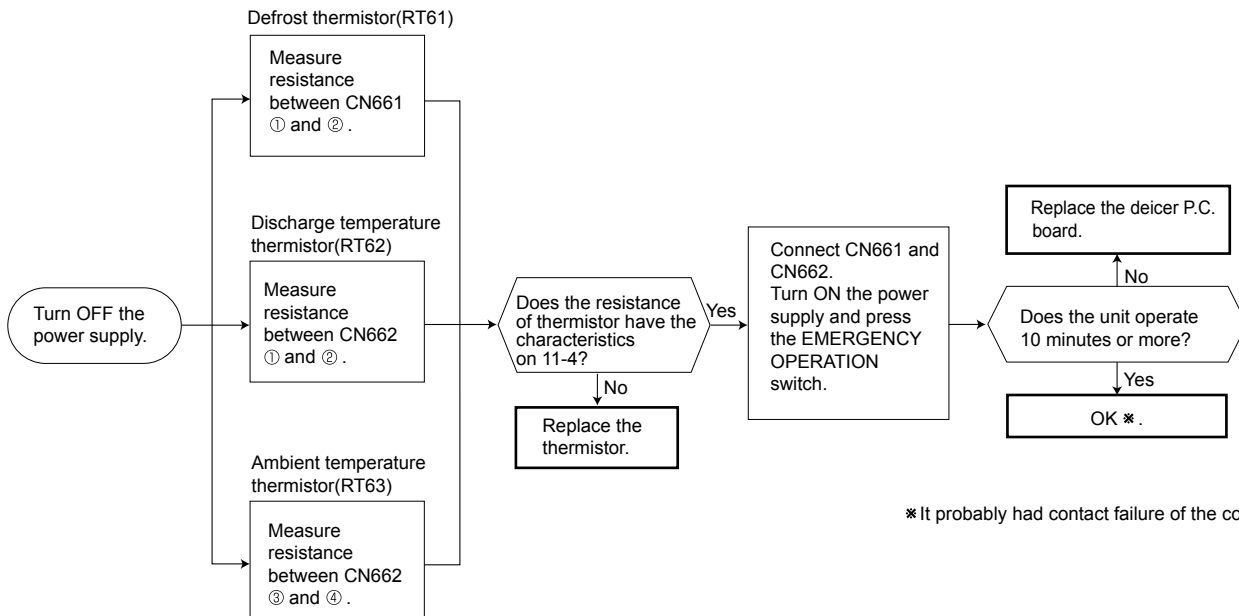 Defrost thermistor(RT61)
Measure
resistance
between CN661
① and ② .
Discharge temperature
thermistor(RT62)
Measure
resistance
between CN662
① and ② .
Ambient temperature
thermistor(RT63)
Measure
resistance
between CN662
③ and ④ .
Turn OFF the
power supply.
Does the resistance
of thermistor have the
characteristics
on 11-4?
Yes
No
Replace the
thermistor.
Connect CN661 and
CN662.
Turn ON the power
supply and press
the EMERGENCY
OPERATION
switch.
Replace the deicer P.C.
board.
No
Does the unit operate
10 minutes or more?
Yes
OK ※ .
※ It probably had contact failure of the